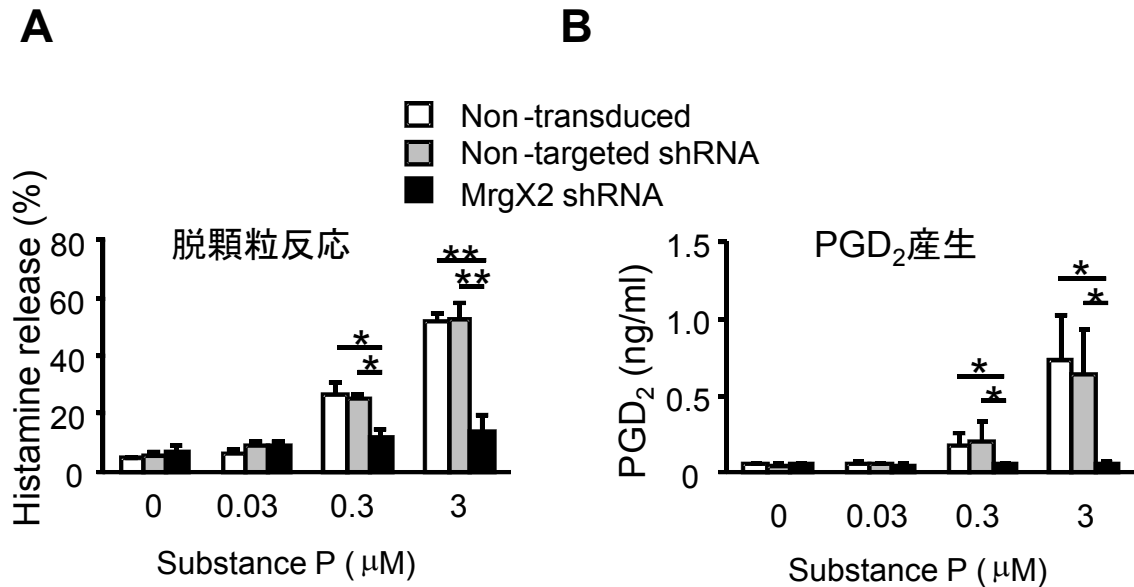 A
B
Non-transduced
Non-targeted shRNA
MrgX2 shRNA
Histamine release (%)
脱顆粒反応
80
60
40
20
0
** 
**
*
*
0 0.03 0.3 3
Substance P ( μM)
PGD2 (ng/ml)
PGD2産生
1.5
1.0
0.5
0
*
*
*
*
0 0.03 0.3 3
Substance P ( μM)